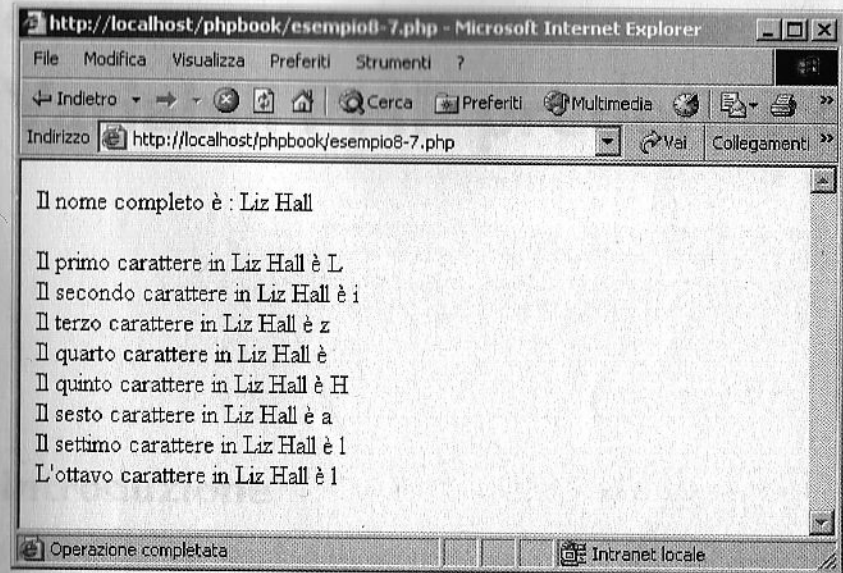 http://localhost/phpbook/esempio8-7.php - Microsoft Internet Explorer
File Modifica Visualizza Preferiti Strumenti ?
Indietro Cerca Preferiti Multimedia »
Indirizzo http://localhost/phpbook/esempio8-7.php Vai Collegamenti »
Il nome completo è : Liz Hall
Il primo carattere in Liz Hall è L
Il secondo carattere in Liz Hall è i
Il terzo carattere in Liz Hall è z
Il quarto carattere in Liz Hall è
Il quinto carattere in Liz Hall è H
Il sesto carattere in Liz Hall è a
Il settimo carattere in Liz Hall è l
L'ottavo carattere in Liz Hall è l
Operazione completata Intranet locale